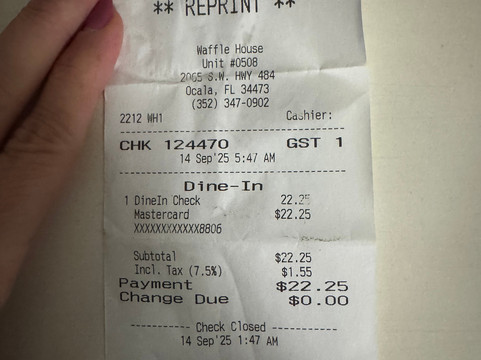 ** REPRINT **
Waffle House
Unit #0508
2065 S.W. HWY 484
Ocala, FL 34473
(352) 347-0902
2212 WH1 Cashier:
CHK 124470 GST 1
14 Sep'25 5:47 AM
Dine-In
1 DineIn Check 22.25
Mastercard $22.25
XXXXXXXXXXXX8806
Subtotal $22.25
Incl. Tax (7.5%) $1.55
Payment $22.25
Change Due $0.00
---------- Check Closed -----------
14 Sep'25 1:47 AM